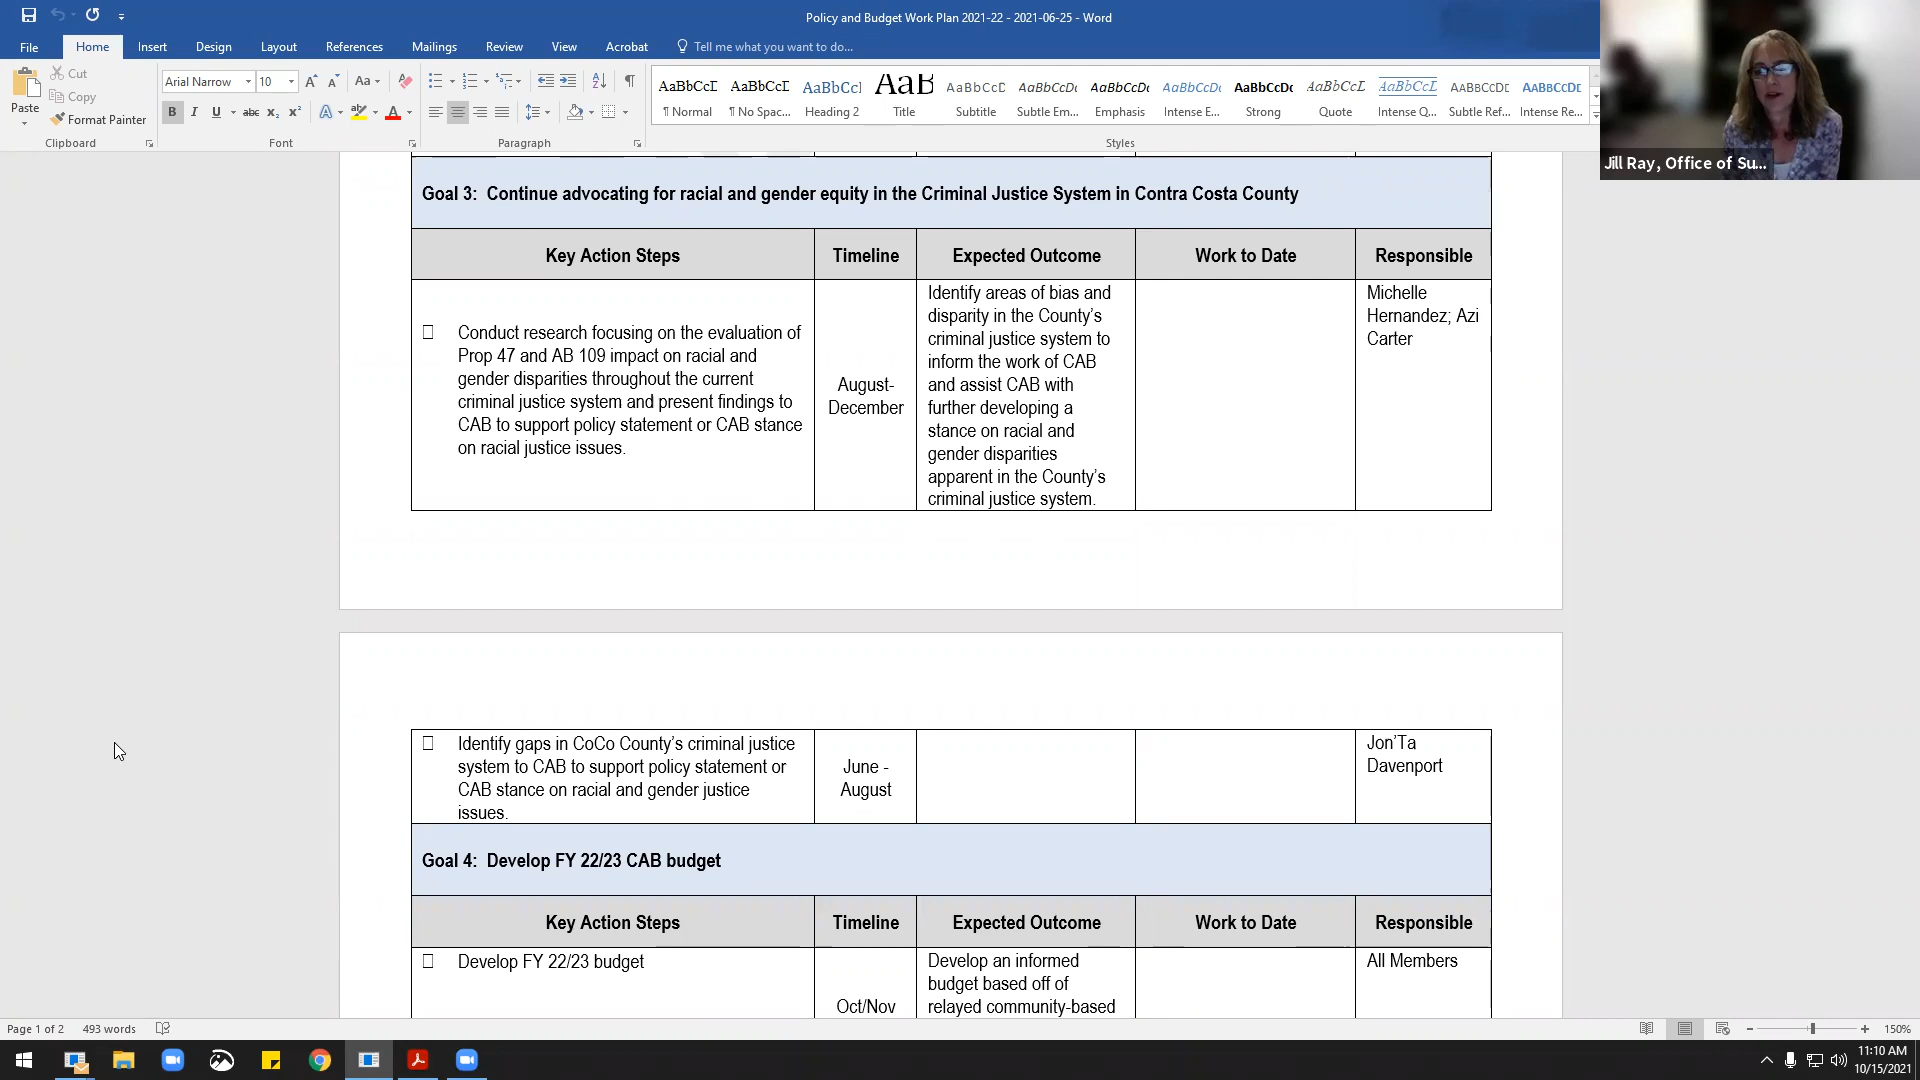 Policy and Budget Work Plan 2021-22 - 2021-06-25 - Word
File Home Insert Design Layout References Mailings Review View Acrobat Tell me what you want to do...
Cut
Copy
Format Painter
Paste
Clipboard
Arial Narrow 10
Font
Paragraph
AaBbCcI AaBbCcI AaBbCcI AaB AaBbCcD AaBbCcDc AaBbCcDc AaBbCcDc AaBbCcDc AaBbCcL AaBbCcL AABBCCDE AABBCCDE
¶ Normal ¶ No Spac... Heading 2 Title Subtitle Subtle Em... Emphasis Intense E... Strong Quote Intense Q... Subtle Ref... Intense Re...
Styles
Jill Ray, Office of Su...
Goal 3: Continue advocating for racial and gender equity in the Criminal Justice System in Contra Costa County
Key Action Steps Timeline Expected Outcome Work to Date Responsible
Conduct research focusing on the evaluation of
Prop 47 and AB 109 impact on racial and
gender disparities throughout the current
criminal justice system and present findings to
CAB to support policy statement or CAB stance
on racial justice issues.
August-
December
Identify areas of bias and
disparity in the County’s
criminal justice system to
inform the work of CAB
and assist CAB with
further developing a
stance on racial and
gender disparities
apparent in the County’s
criminal justice system.
Michelle
Hernandez; Azi
Carter
Identify gaps in CoCo County’s criminal justice
system to CAB to support policy statement or
CAB stance on racial and gender justice
issues.
June -
August
Jon’Ta
Davenport
Goal 4: Develop FY 22/23 CAB budget
Key Action Steps Timeline Expected Outcome Work to Date Responsible
Develop FY 22/23 budget
Oct/Nov
Develop an informed
budget based off of
relayed community-based
All Members
Page 1 of 2 493 words
150%
11:10 AM
10/15/2021